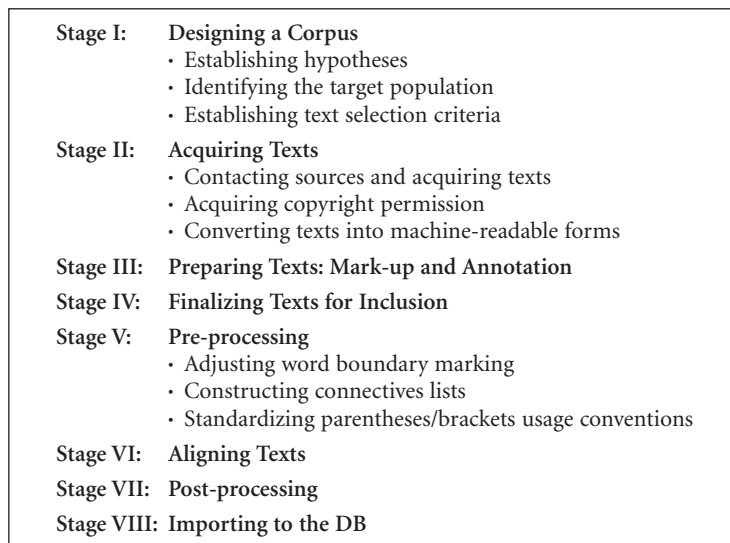 Stage I: Designing a Corpus
· Establishing hypotheses
· Identifying the target population
· Establishing text selection criteria
Stage II: Acquiring Texts
· Contacting sources and acquiring texts
· Acquiring copyright permission
· Converting texts into machine-readable forms
Stage III: Preparing Texts: Mark-up and Annotation
Stage IV: Finalizing Texts for Inclusion
Stage V: Pre-processing
· Adjusting word boundary marking
· Constructing connectives lists
· Standardizing parentheses/brackets usage conventions
Stage VI: Aligning Texts
Stage VII: Post-processing
Stage VIII: Importing to the DB